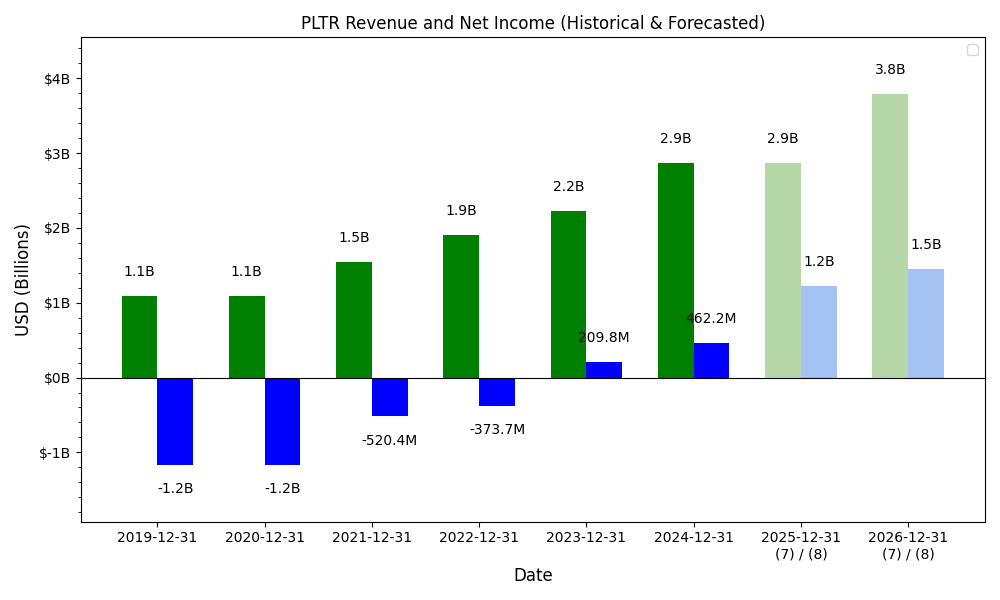 PLTR Revenue and Net Income (Historical & Forecasted)
$4B
$3B
$2B
$1B
$0B
$-1B
USD (Billions)
1.1B
-1.2B
1.1B
-1.2B
1.5B
-520.4M
1.9B
-373.7M
2.2B
209.8M
2.9B
462.2M
2.9B
1.2B
3.8B
1.5B
2019-12-31
2020-12-31
2021-12-31
2022-12-31
2023-12-31
2024-12-31
2025-12-31
(7) / (8)
2026-12-31
(7) / (8)
Date